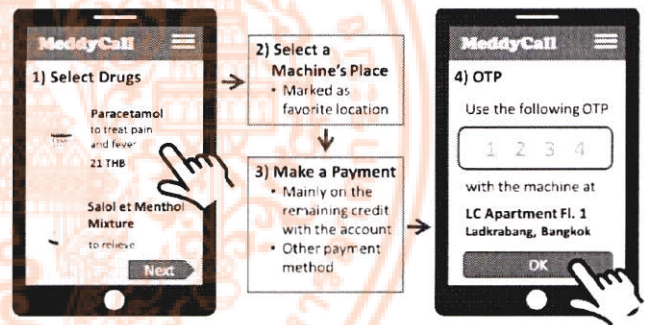 MeddyCall
1) Select Drugs
Paracetamol
to treat pain
and fever
21 THB
Salol et Menthol
Mixture
to relieve
Next
2) Select a
Machine's Place
• Marked as
favorite location
3) Make a Payment
• Mainly on the
remaining credit
with the account
• Other payment
method
MeddyCall
4) OTP
Use the following OTP
1 2 3 4
with the machine at
LC Apartment Fl. 1
Ladkrabang, Bangkok
OK